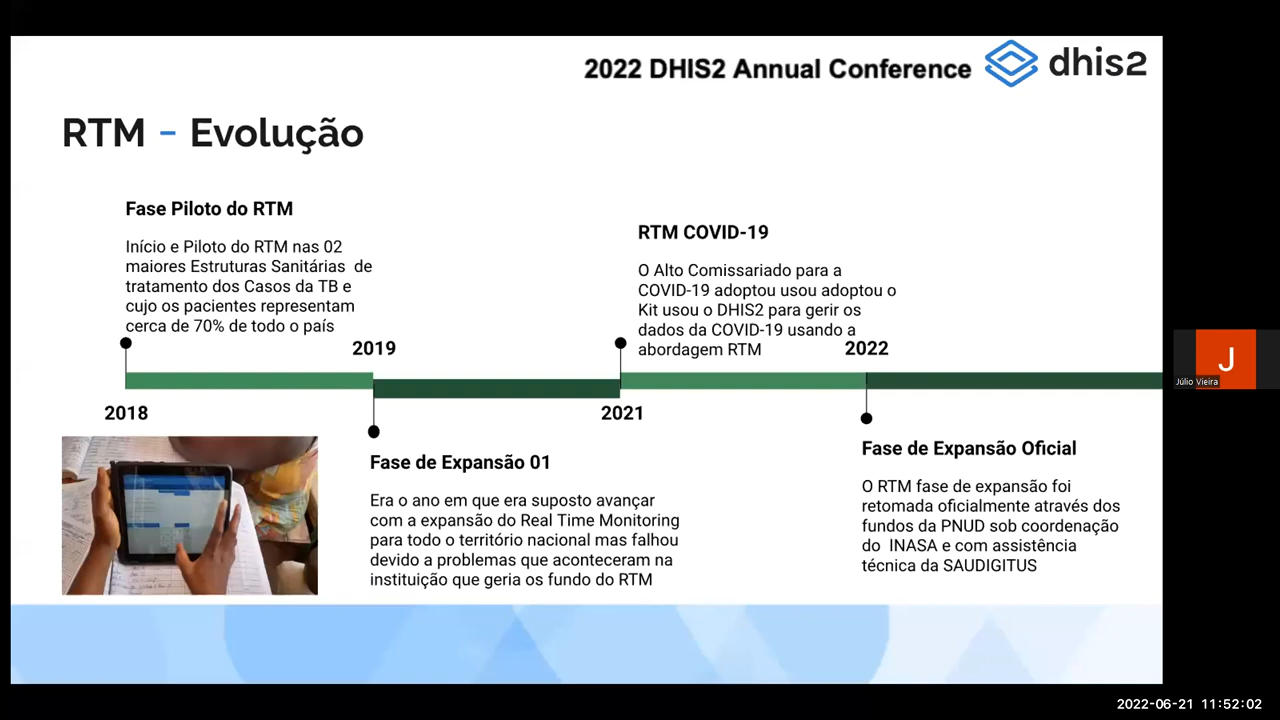 2022 DHIS2 Annual Conference
dhis2
RTM - Evolução
Fase Piloto do RTM
Início e Piloto do RTM nas 02
maiores Estruturas Sanitárias de
tratamento dos Casos da TB e
cujo os pacientes representam
cerca de 70% de todo o país
RTM COVID-19
O Alto Comissariado para a
COVID-19 adoptou usou adoptou o
Kit usou o DHIS2 para gerir os
dados da COVID-19 usando a
abordagem RTM
2019
2022
2018
2021
Fase de Expansão 01
Era o ano em que era suposto avançar
com a expansão do Real Time Monitoring
para todo o território nacional mas falhou
devido a problemas que aconteceram na
instituição que geria os fundo do RTM
Fase de Expansão Oficial
O RTM fase de expansão foi
retomada oficialmente através dos
fundos da PNUD sob coordenação
do INASA e com assistência
técnica da SAUDIGITUS
J
Júlio Vieira
2022-06-21 11:52:02